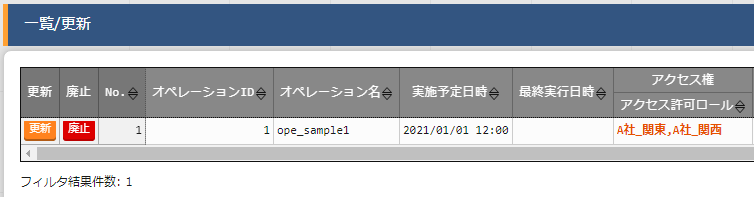 一覧/更新
更新 廃止 No. オペレーションID オペレーション名 実施予定日時 最終実行日時 アクセス権
アクセス許可ロール
更新 廃止 1 1 ope_sample1 2021/01/01 12:00 A社_関東,A社_関西
フィルタ結果件数: 1